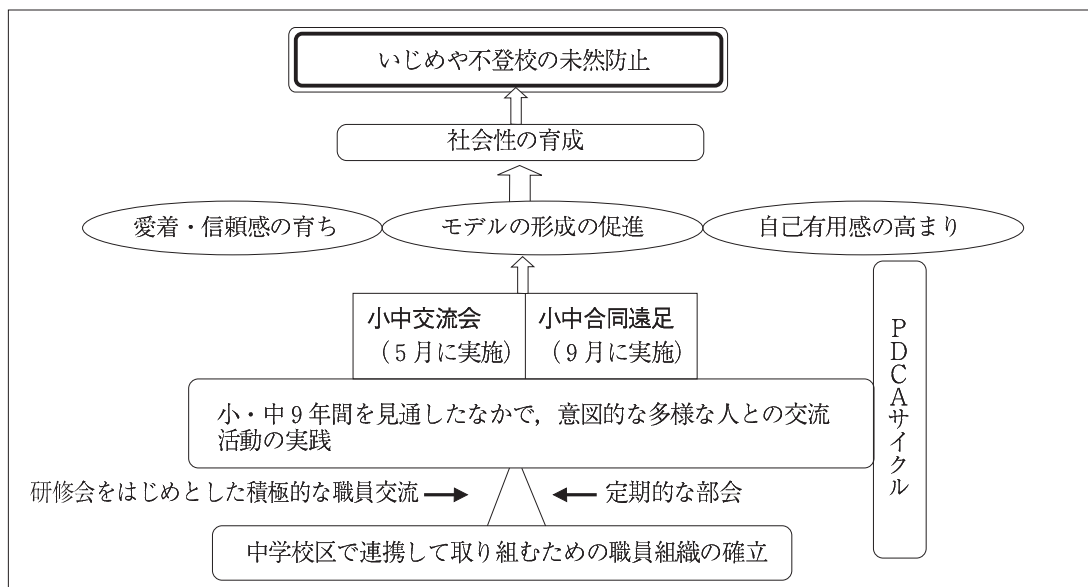 いじめや不登校の未然防止
社会性の育成
愛着・信頼感の育ち
モデルの形成の促進
自己有用感の高まり
小中交流会
（5月に実施）
小中合同遠足
（9月に実施）
小・中9年間を見通したなかで，意図的な多様な人との交流
活動の実践
PDCAサイクル
研修会をはじめとした積極的な職員交流
定期的な部会
中学校区で連携して取り組むための職員組織の確立